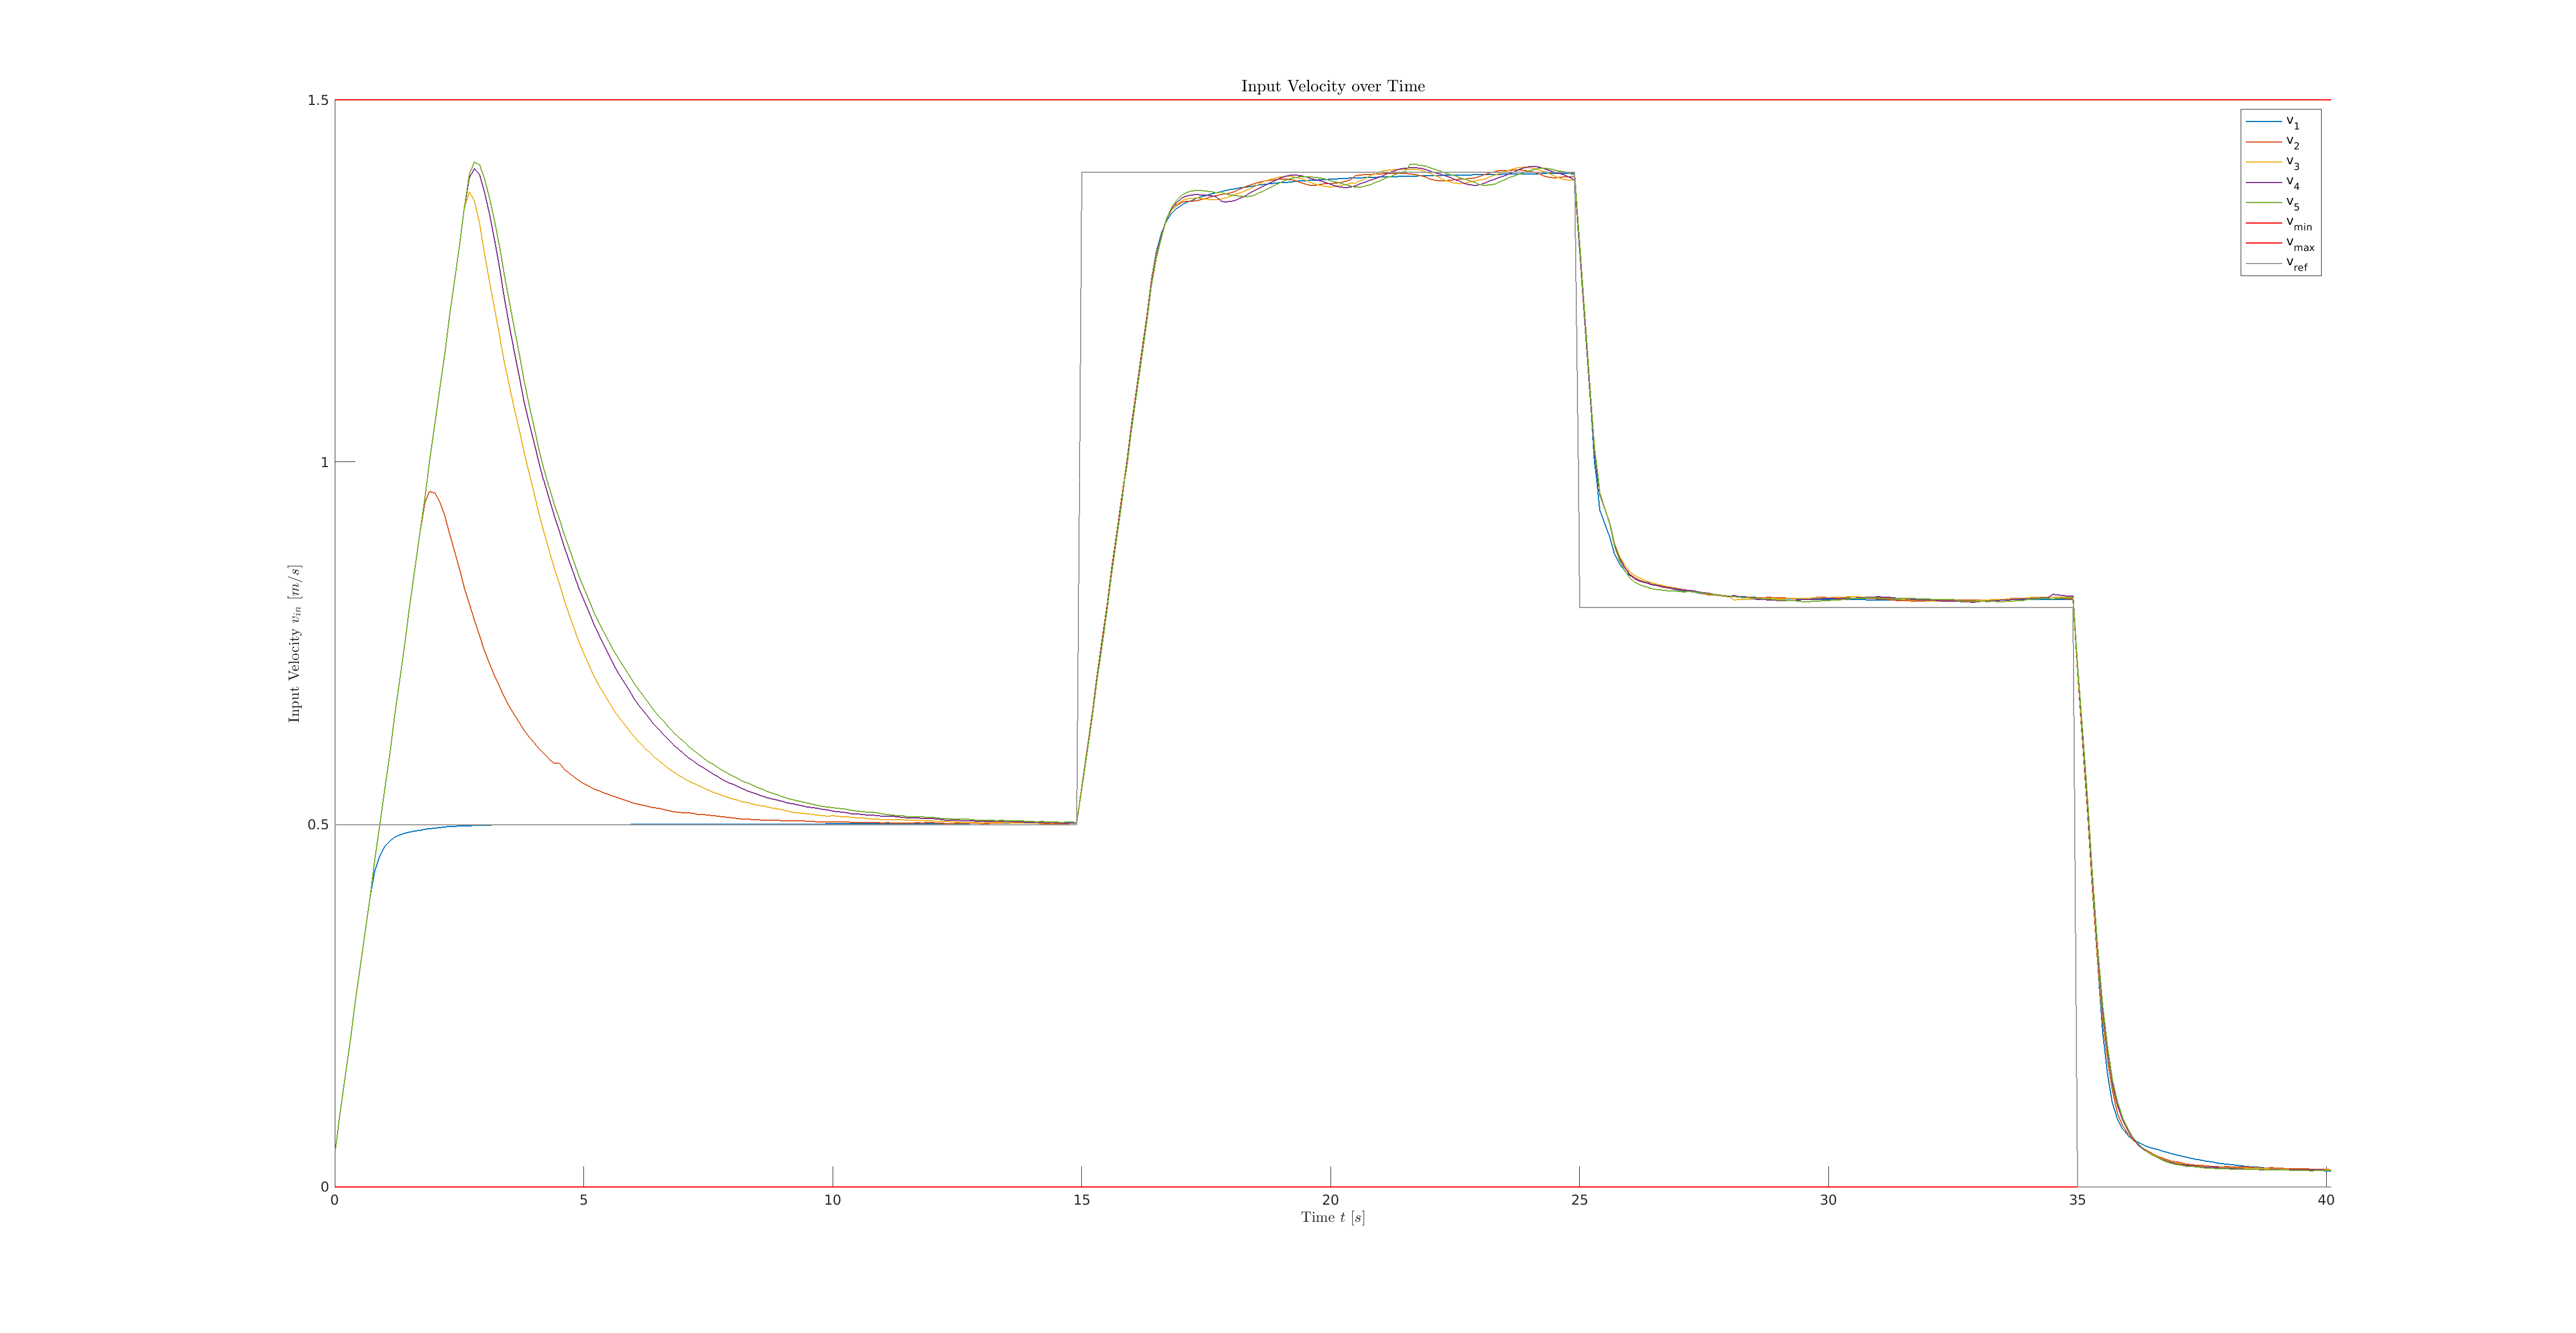 Input Velocity over Time
1.5
1
0.5
0
Input Velocity v_in [m/s]
v_1
v_2
v_3
v_4
v_5
v_min
v_max
v_ref
0 5 10 15 20 25 30 35 40
Time t [s]